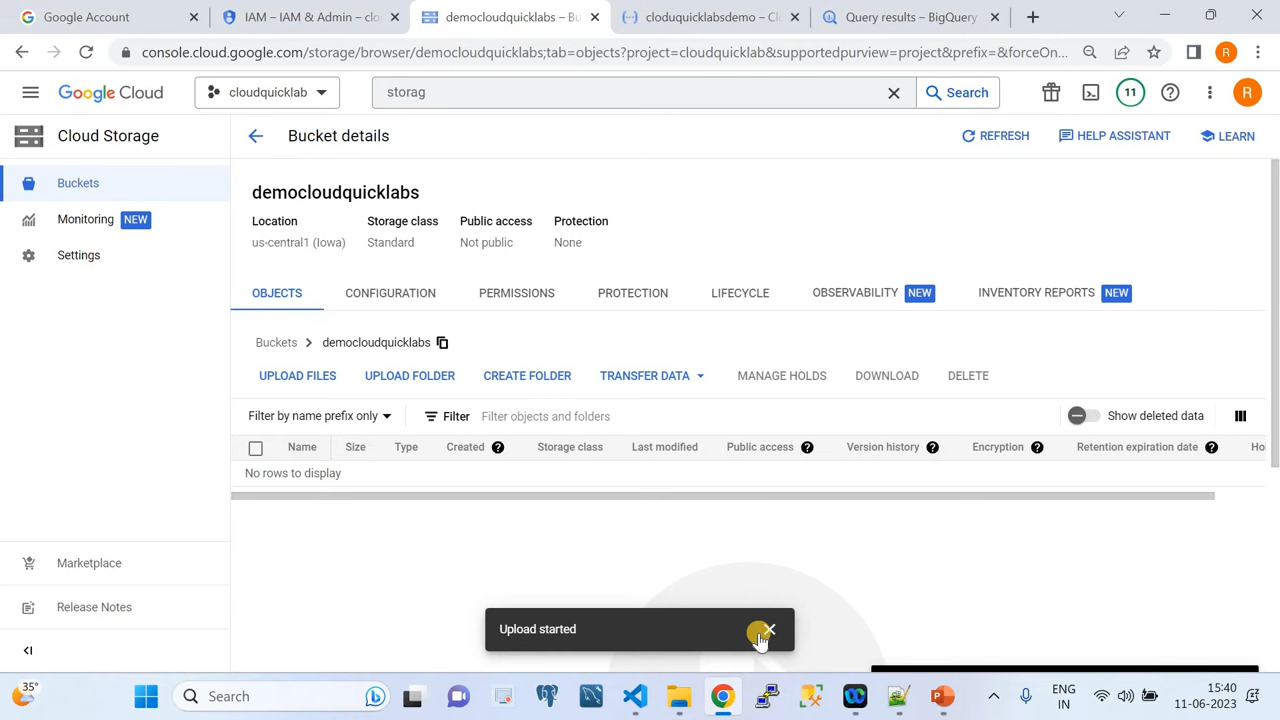 Google Account
IAM – IAM & Admin – clo
democloudquicklabs – Bu
cloduquicklabsdemo – Cl
Query results – BigQuery
console.cloud.google.com/storage/browser/democloudquicklabs;tab=objects?project=cloudquicklab&supportedpurview=project&prefix=&forceOn...
R
Google Cloud
cloudquicklab
storag
Search
11
R
Cloud Storage
Bucket details
REFRESH
HELP ASSISTANT
LEARN
Buckets
Monitoring NEW
Settings
democloudquicklabs
Location Storage class Public access Protection
us-central1 (Iowa) Standard Not public None
OBJECTS CONFIGURATION PERMISSIONS PROTECTION LIFECYCLE OBSERVABILITY NEW INVENTORY REPORTS NEW
Buckets > democloudquicklabs
UPLOAD FILES UPLOAD FOLDER CREATE FOLDER TRANSFER DATA MANAGE HOLDS DOWNLOAD DELETE
Filter by name prefix only Filter Filter objects and folders Show deleted data
Name Size Type Created Storage class Last modified Public access Version history Encryption Retention expiration date Ho
No rows to display
Marketplace
Release Notes
Upload started
35°
Search
ENG
IN
15:40
11-06-2023